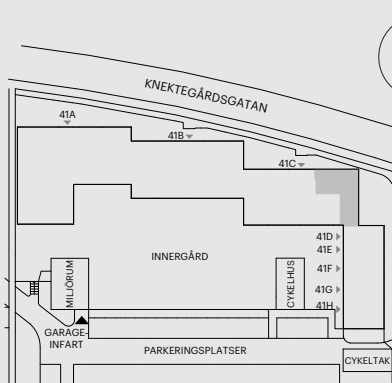 KNEKTEGÅRDSGATAN
41A
41B
41C
41D
41E
INNERGÅRD
41F
MILJÖRUM
CYKELHUS
41G
41H
GARAGE-
INFART
PARKERINGSPLATSER
CYKELTAK